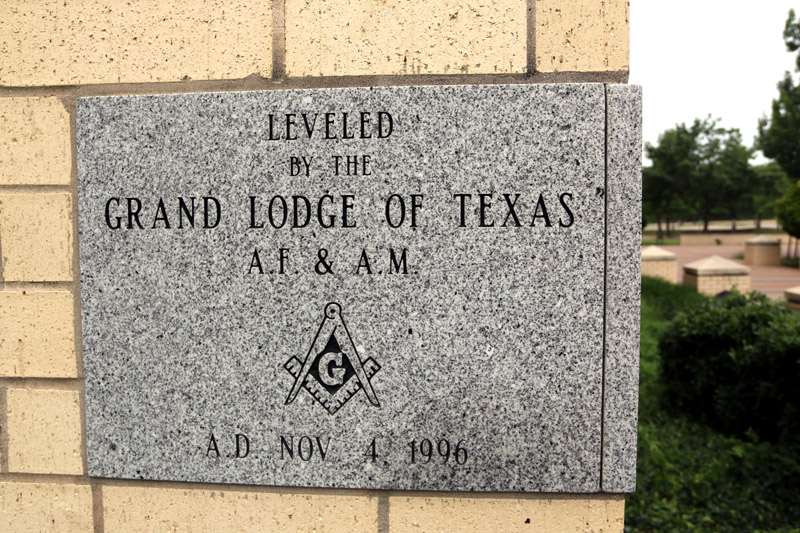 LEVELED
BY THE
GRAND LODGE OF TEXAS
A.F. & A.M.
G
A.D. NOV 4, 1996